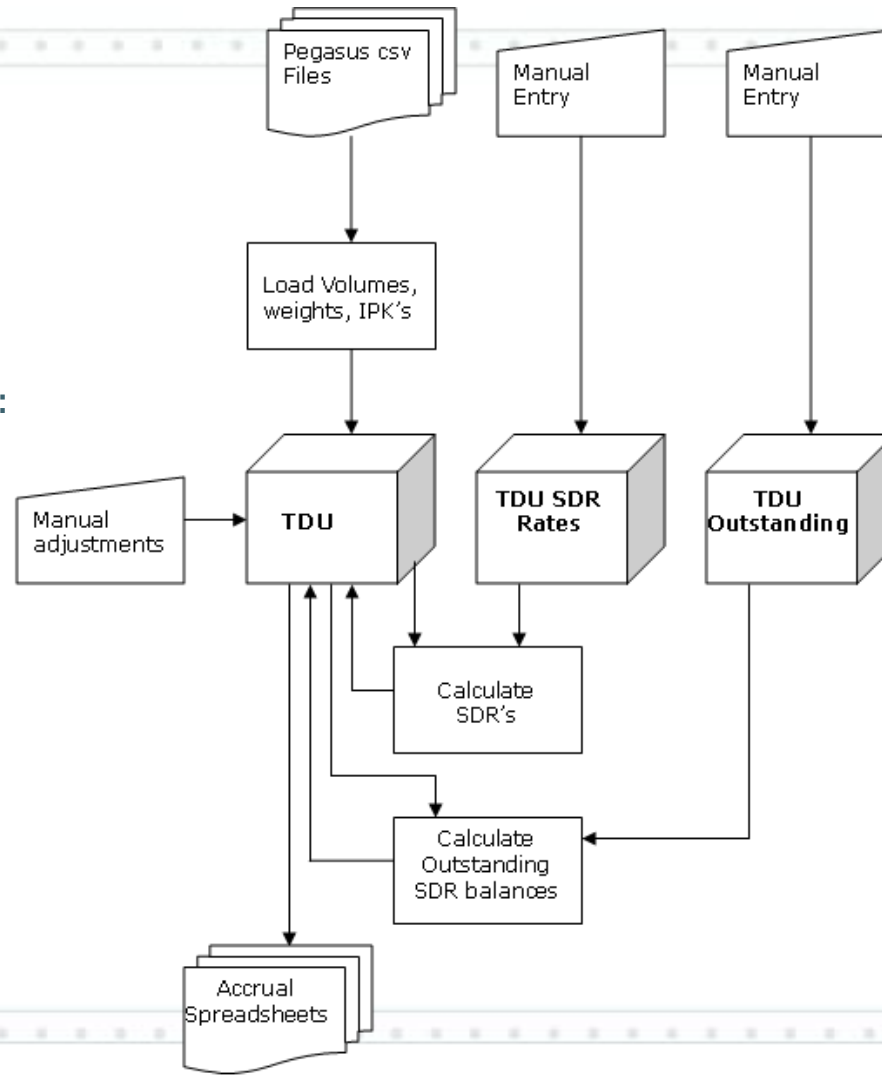 Pegasus csv
Files
Manual
Entry
Manual
Entry
Load Volumes,
weights, IPK's
:
Manual
adjustments
TDU
TDU SDR
Rates
TDU
Outstanding
Calculate
SDR's
Calculate
Outstanding
SDR balances
Accrual
Spreadsheets